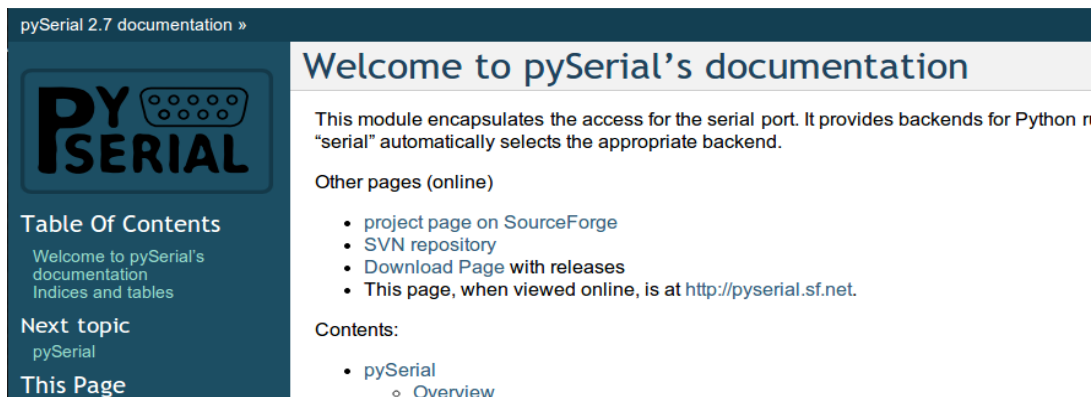 pySerial 2.7 documentation »
PY
SERIAL
Table Of Contents
Welcome to pySerial's
documentation
Indices and tables
Next topic
pySerial
This Page
Welcome to pySerial's documentation
This module encapsulates the access for the serial port. It provides backends for Python
“serial” automatically selects the appropriate backend.
Other pages (online)
• project page on SourceForge
• SVN repository
• Download Page with releases
• This page, when viewed online, is at http://pyserial.sf.net.
Contents:
• pySerial
◦ Overview